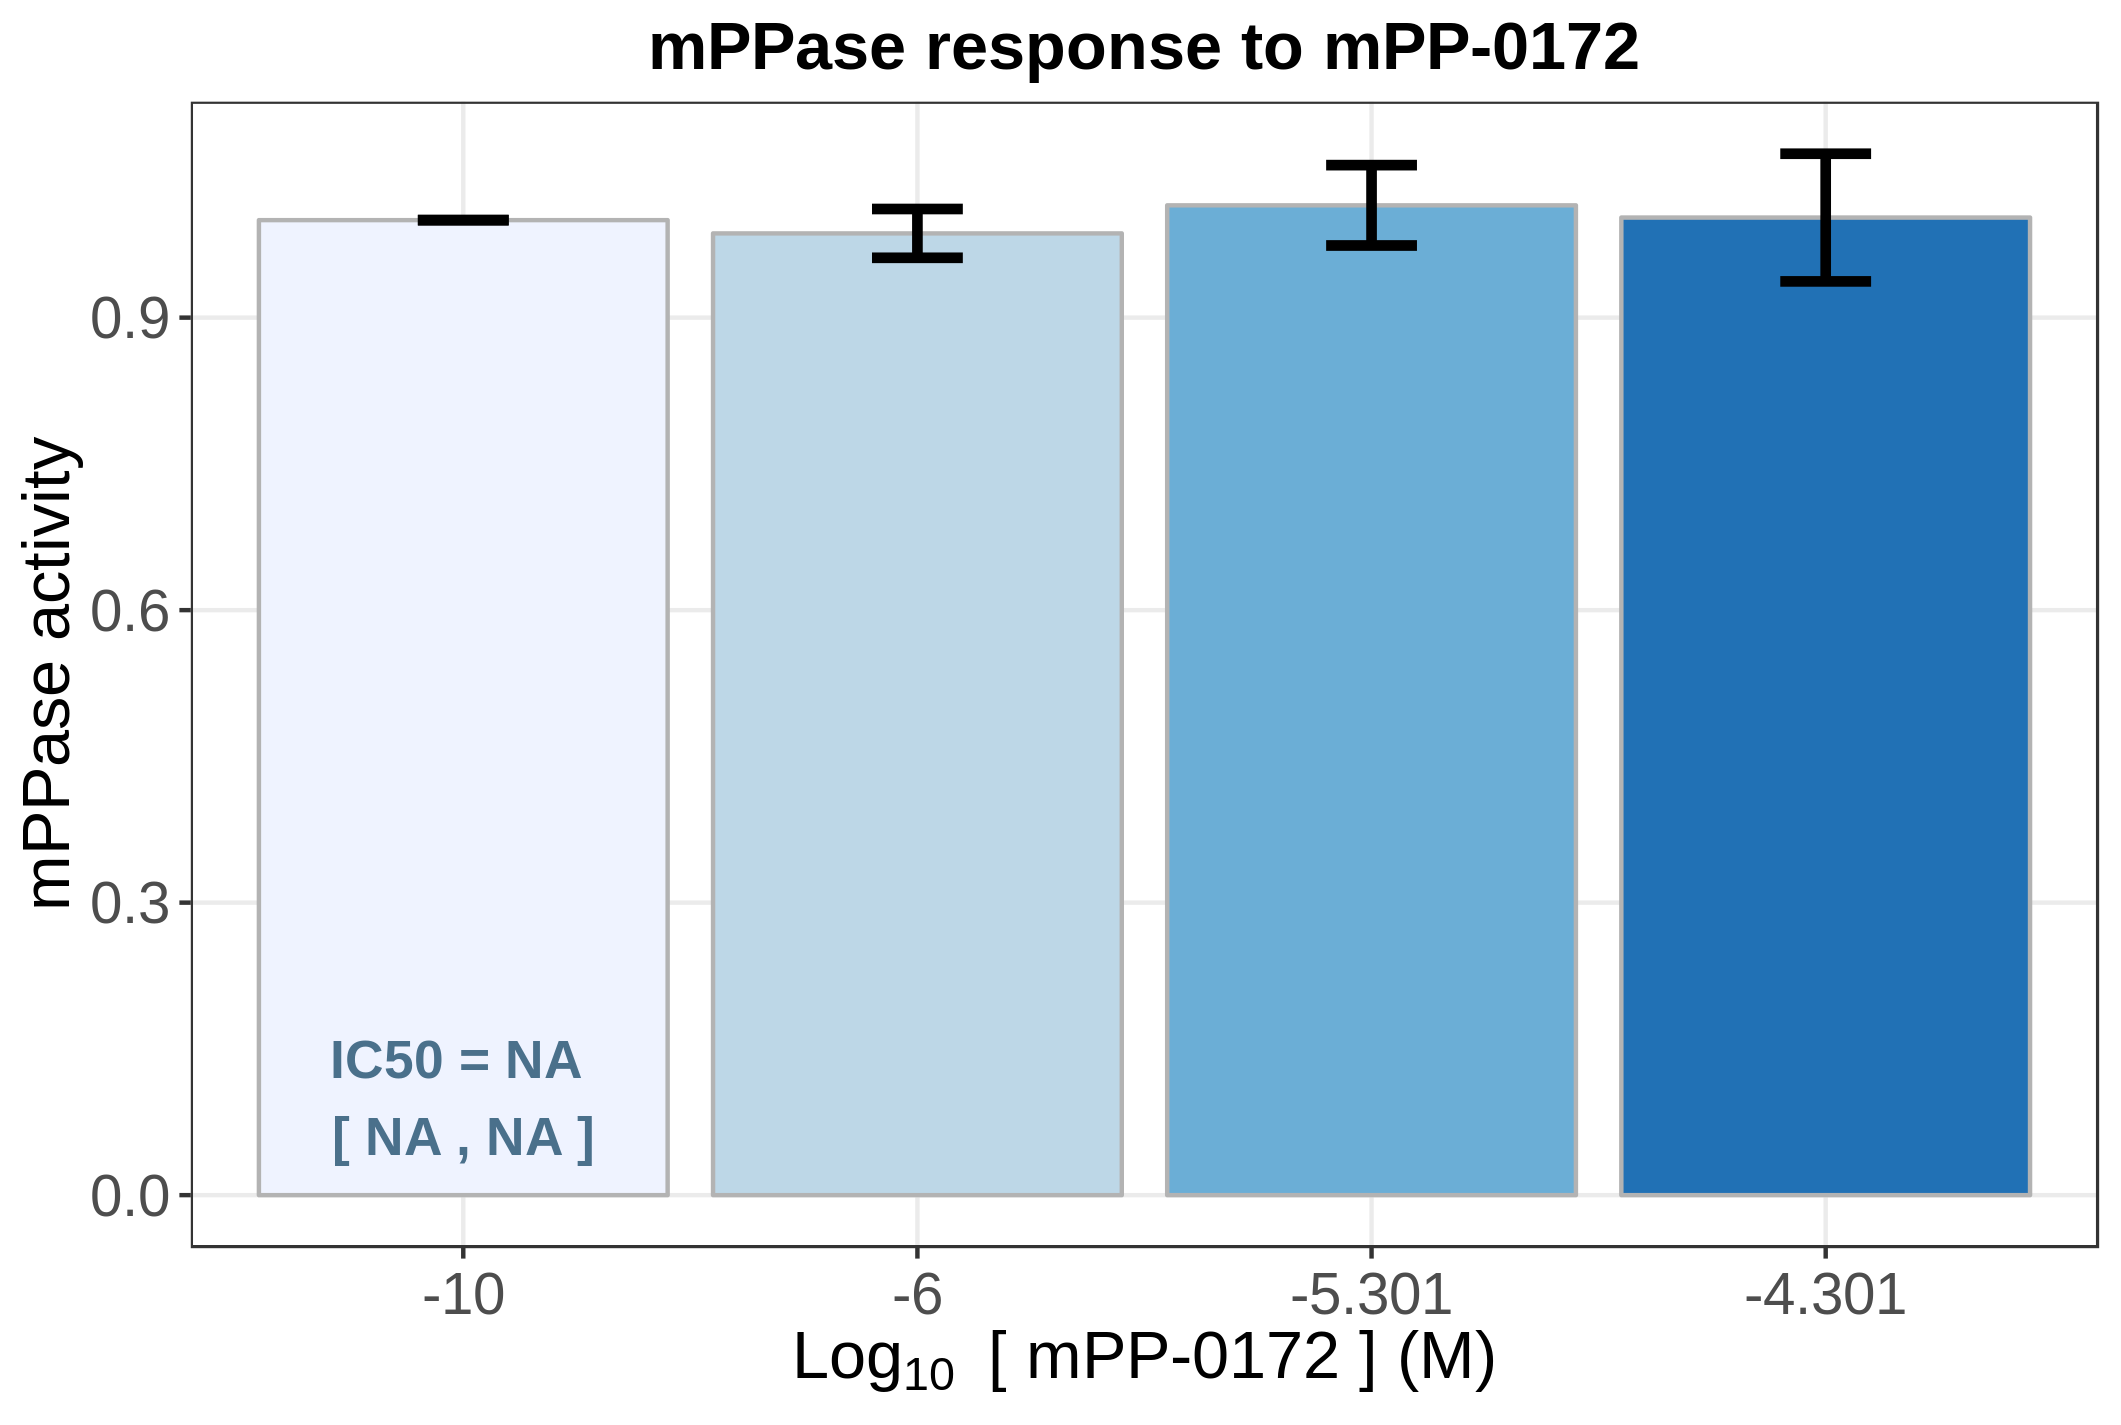 mPPase response to mPP-0172
mPPase activity
0.9
0.6
0.3
0.0
IC50 = NA
[ NA , NA ]
-10
-6
-5.301
-4.301
Log10 [ mPP-0172 ] (M)